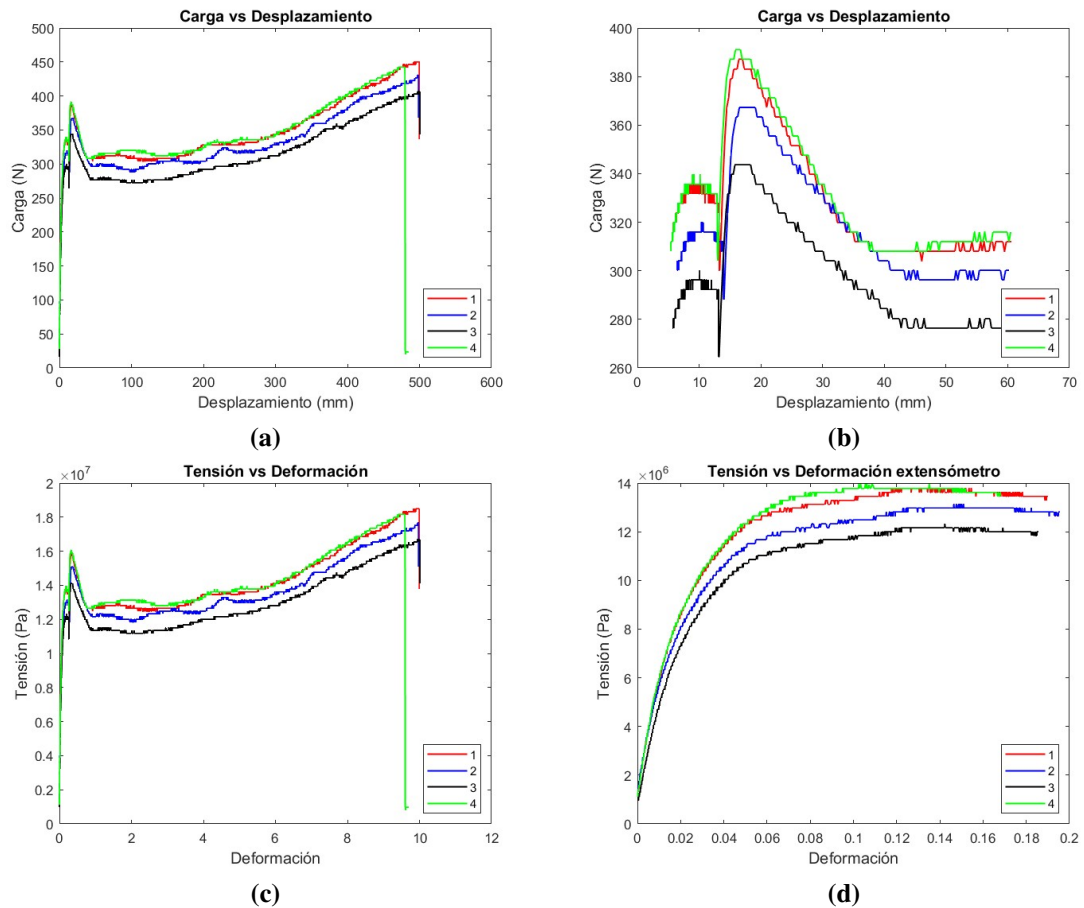 Carga vs Desplazamiento
500
450
400
350
300
250
200
150
100
50
0
Carga (N)
0 100 200 300 400 500 600
Desplazamiento (mm)
1
2
3
4
(a)
Carga vs Desplazamiento
400
380
360
340
320
300
280
260
Carga (N)
0 10 20 30 40 50 60 70
Desplazamiento (mm)
1
2
3
4
(b)
Tensión vs Deformación
×10⁷
2
1.8
1.6
1.4
1.2
1
0.8
0.6
0.4
0.2
0
Tensión (Pa)
0 2 4 6 8 10 12
Deformación
1
2
3
4
(c)
Tensión vs Deformación extensómetro
×10⁶
14
12
10
8
6
4
2
0
Tensión (Pa)
0 0.02 0.04 0.06 0.08 0.1 0.12 0.14 0.16 0.18 0.2
Deformación
1
2
3
4
(d)